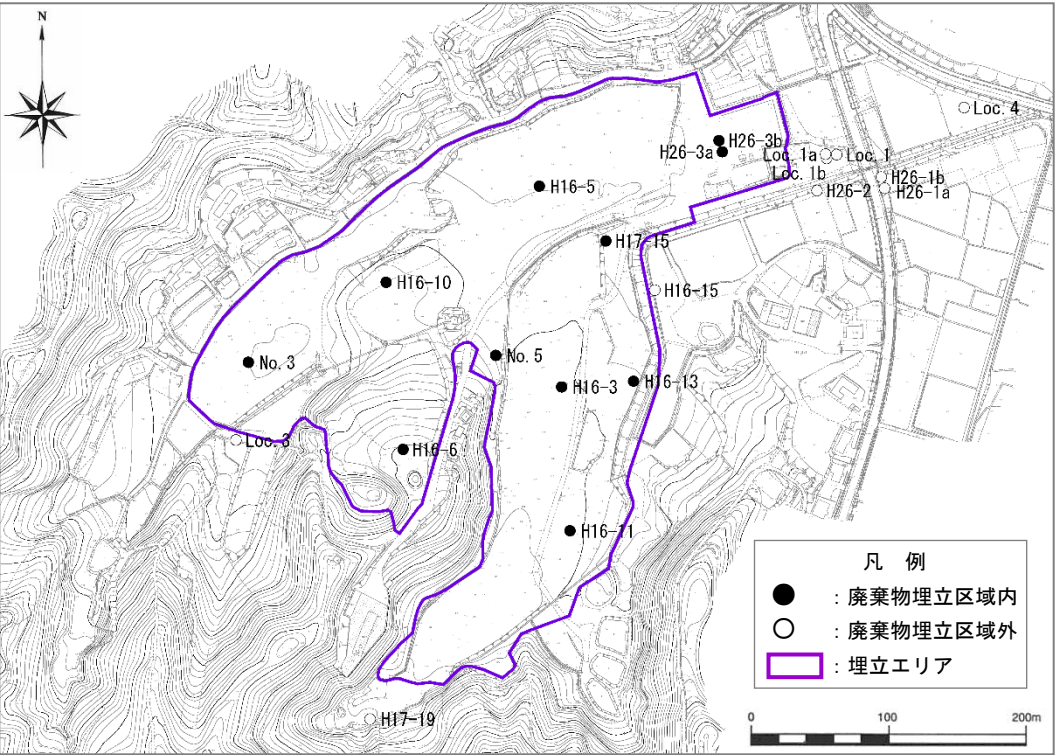 N
Loc. 4
H26-3b
H26-3a
Loc. 1a
Loc. 1
Loc. 1b
H26-1b
H26-2
H26-1a
H16-5
H17-15
H16-10
H16-15
No. 3
No. 5
H16-3
H16-13
Loc. 3
H16-6
H16-11
H17-19
凡 例
: 廃棄物埋立区域内
: 廃棄物埋立区域外
: 埋立エリア
0m 100 200m